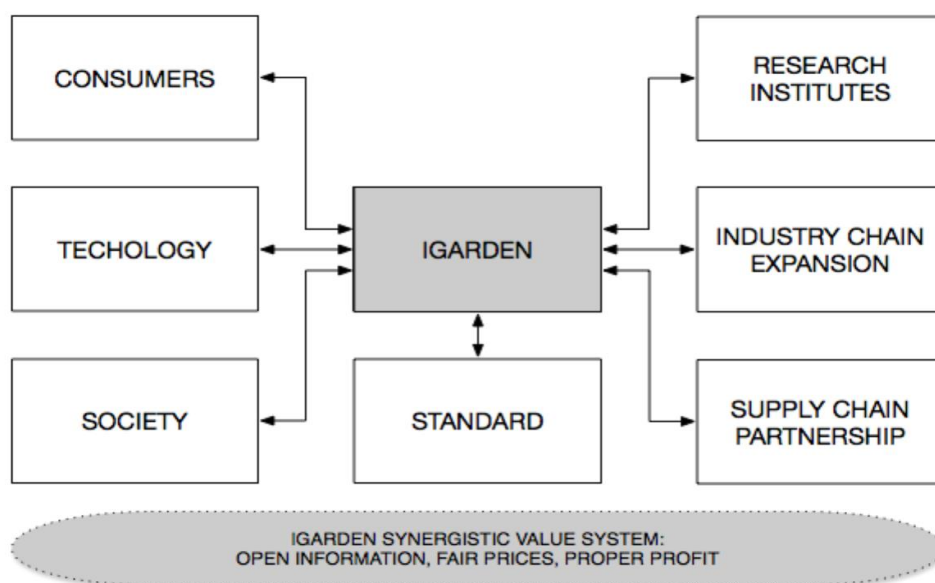 CONSUMERS
RESEARCH
INSTITUTES
TECHOLOGY
IGARDEN
INDUSTRY CHAIN
EXPANSION
SOCIETY
STANDARD
SUPPLY CHAIN
PARTNERSHIP
IGARDEN SYNERGISTIC VALUE SYSTEM:
OPEN INFORMATION, FAIR PRICES, PROPER PROFIT